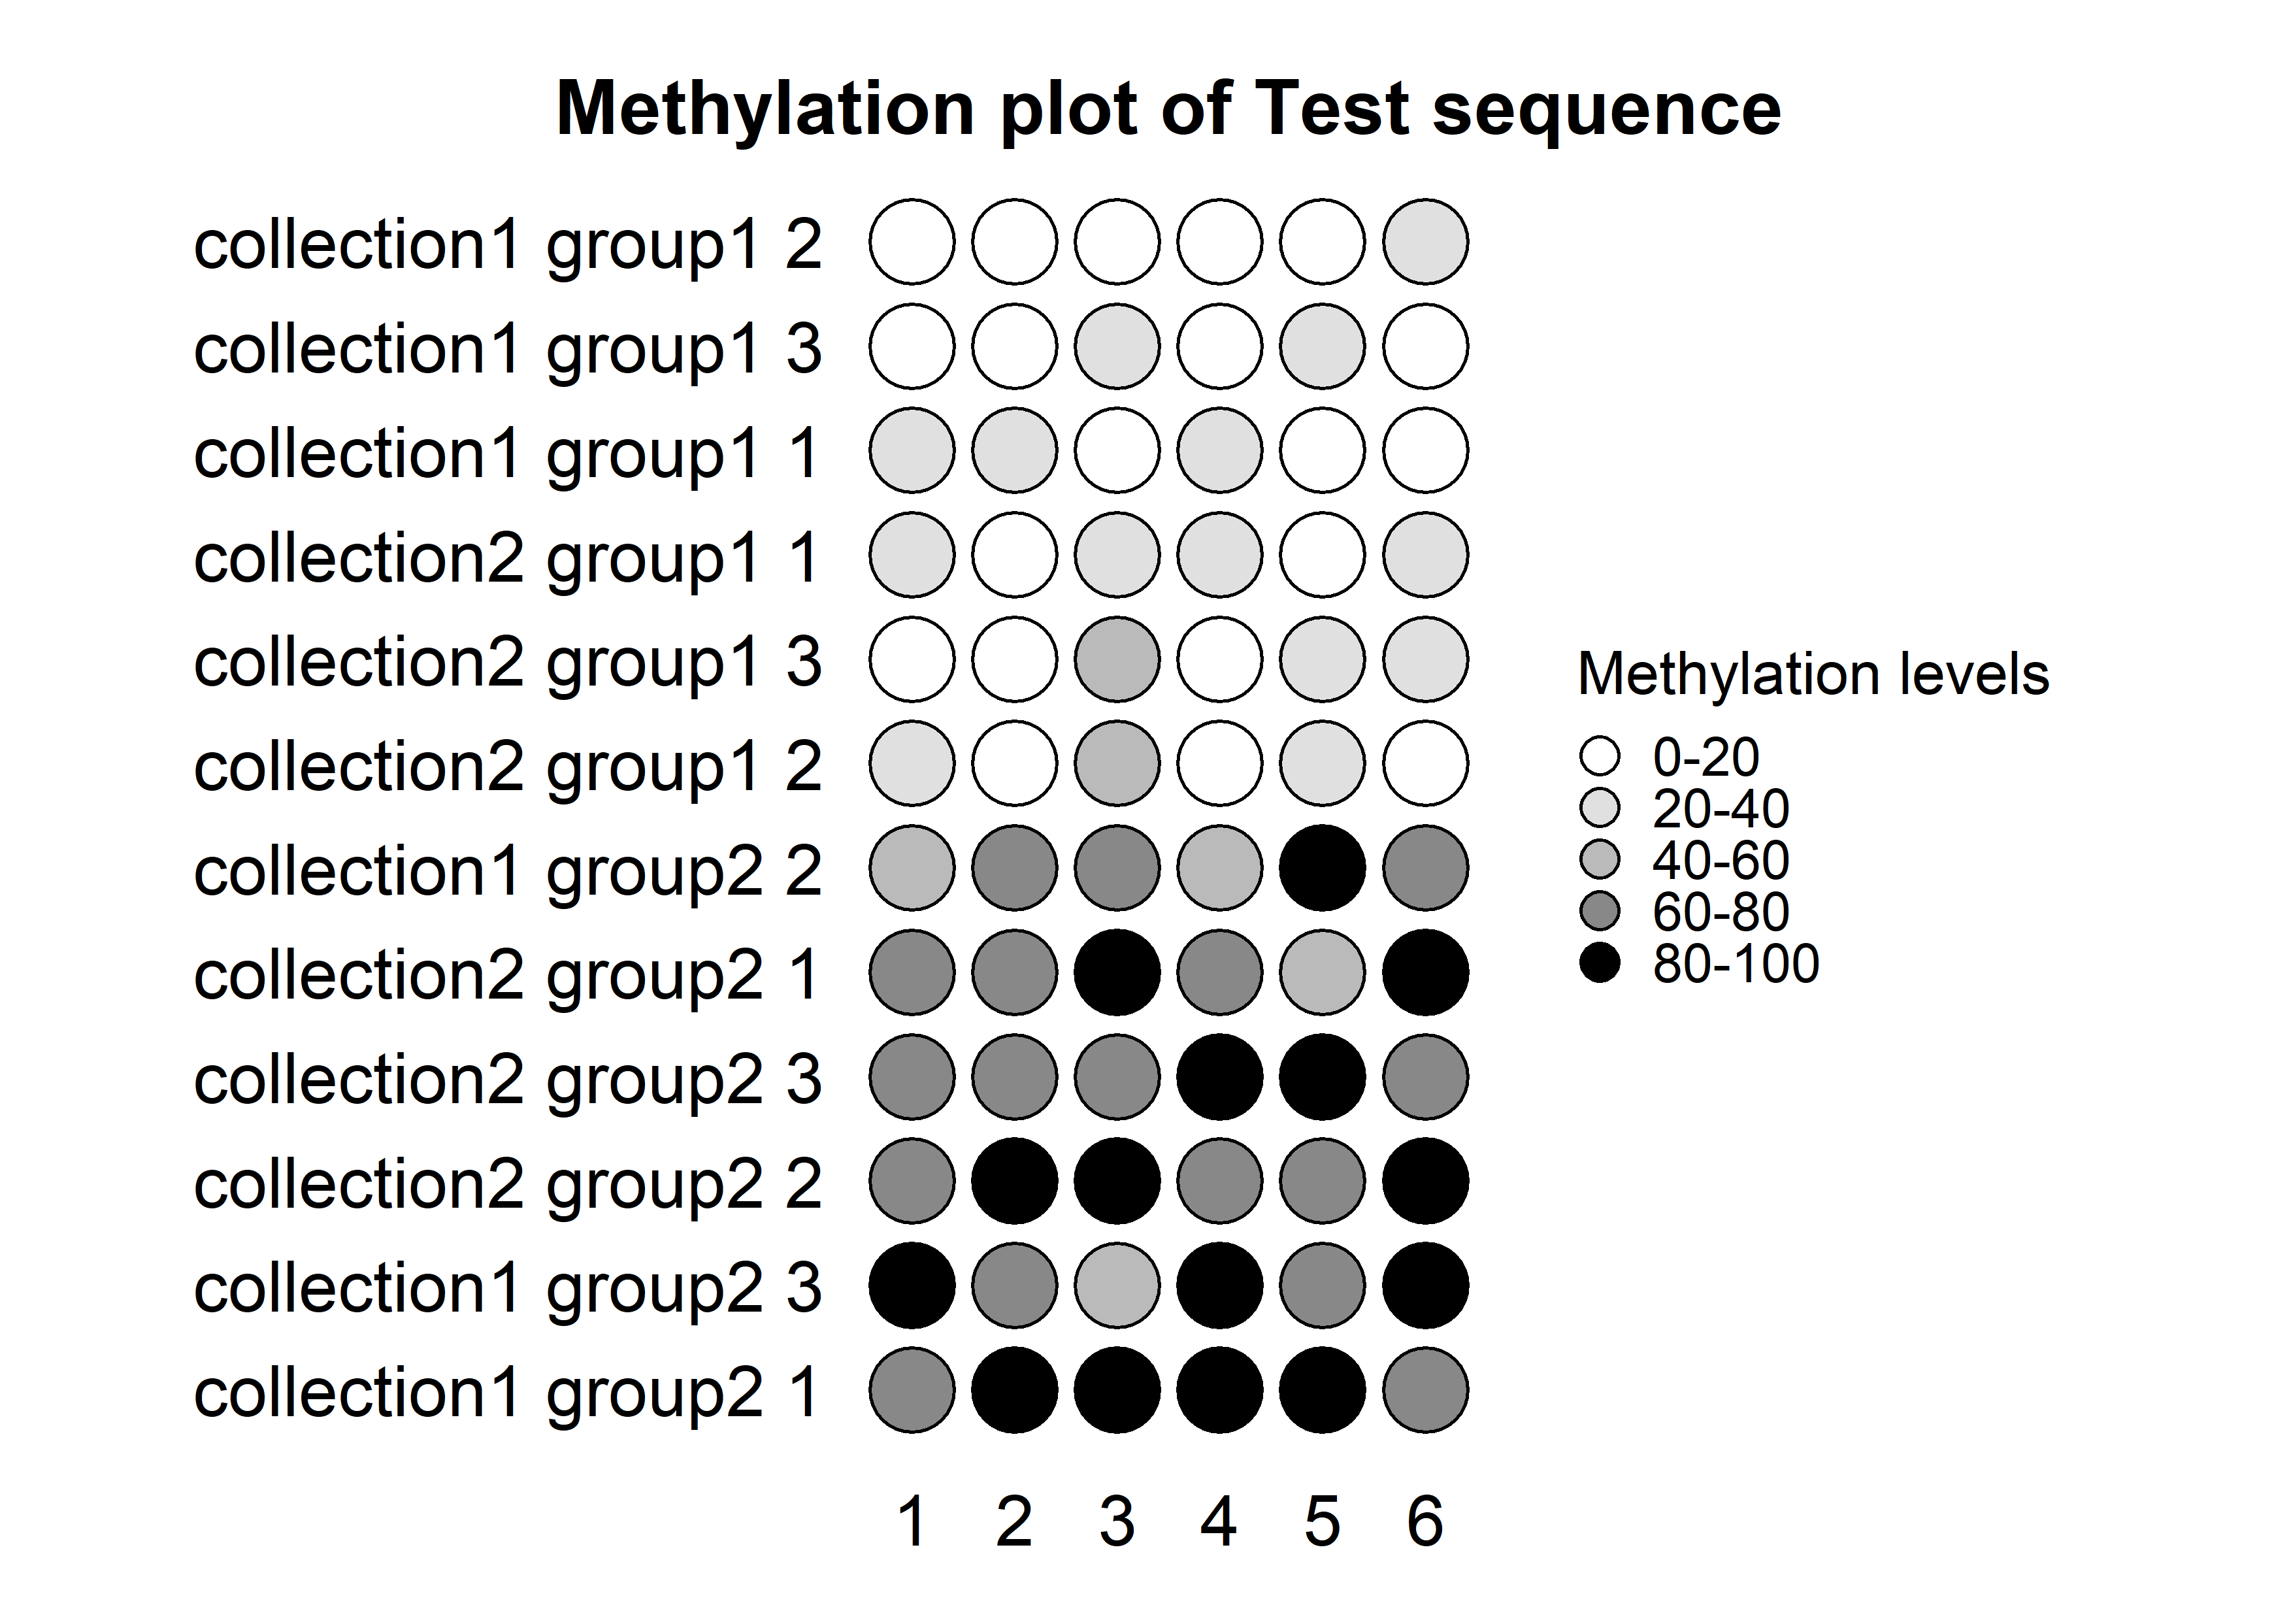 Methylation plot of Test sequence
collection1 group1 2
collection1 group1 3
collection1 group1 1
collection2 group1 1
collection2 group1 3
collection2 group1 2
collection1 group2 2
collection2 group2 1
collection2 group2 3
collection2 group2 2
collection1 group2 3
collection1 group2 1
1 2 3 4 5 6
Methylation levels
0-20
20-40
40-60
60-80
80-100